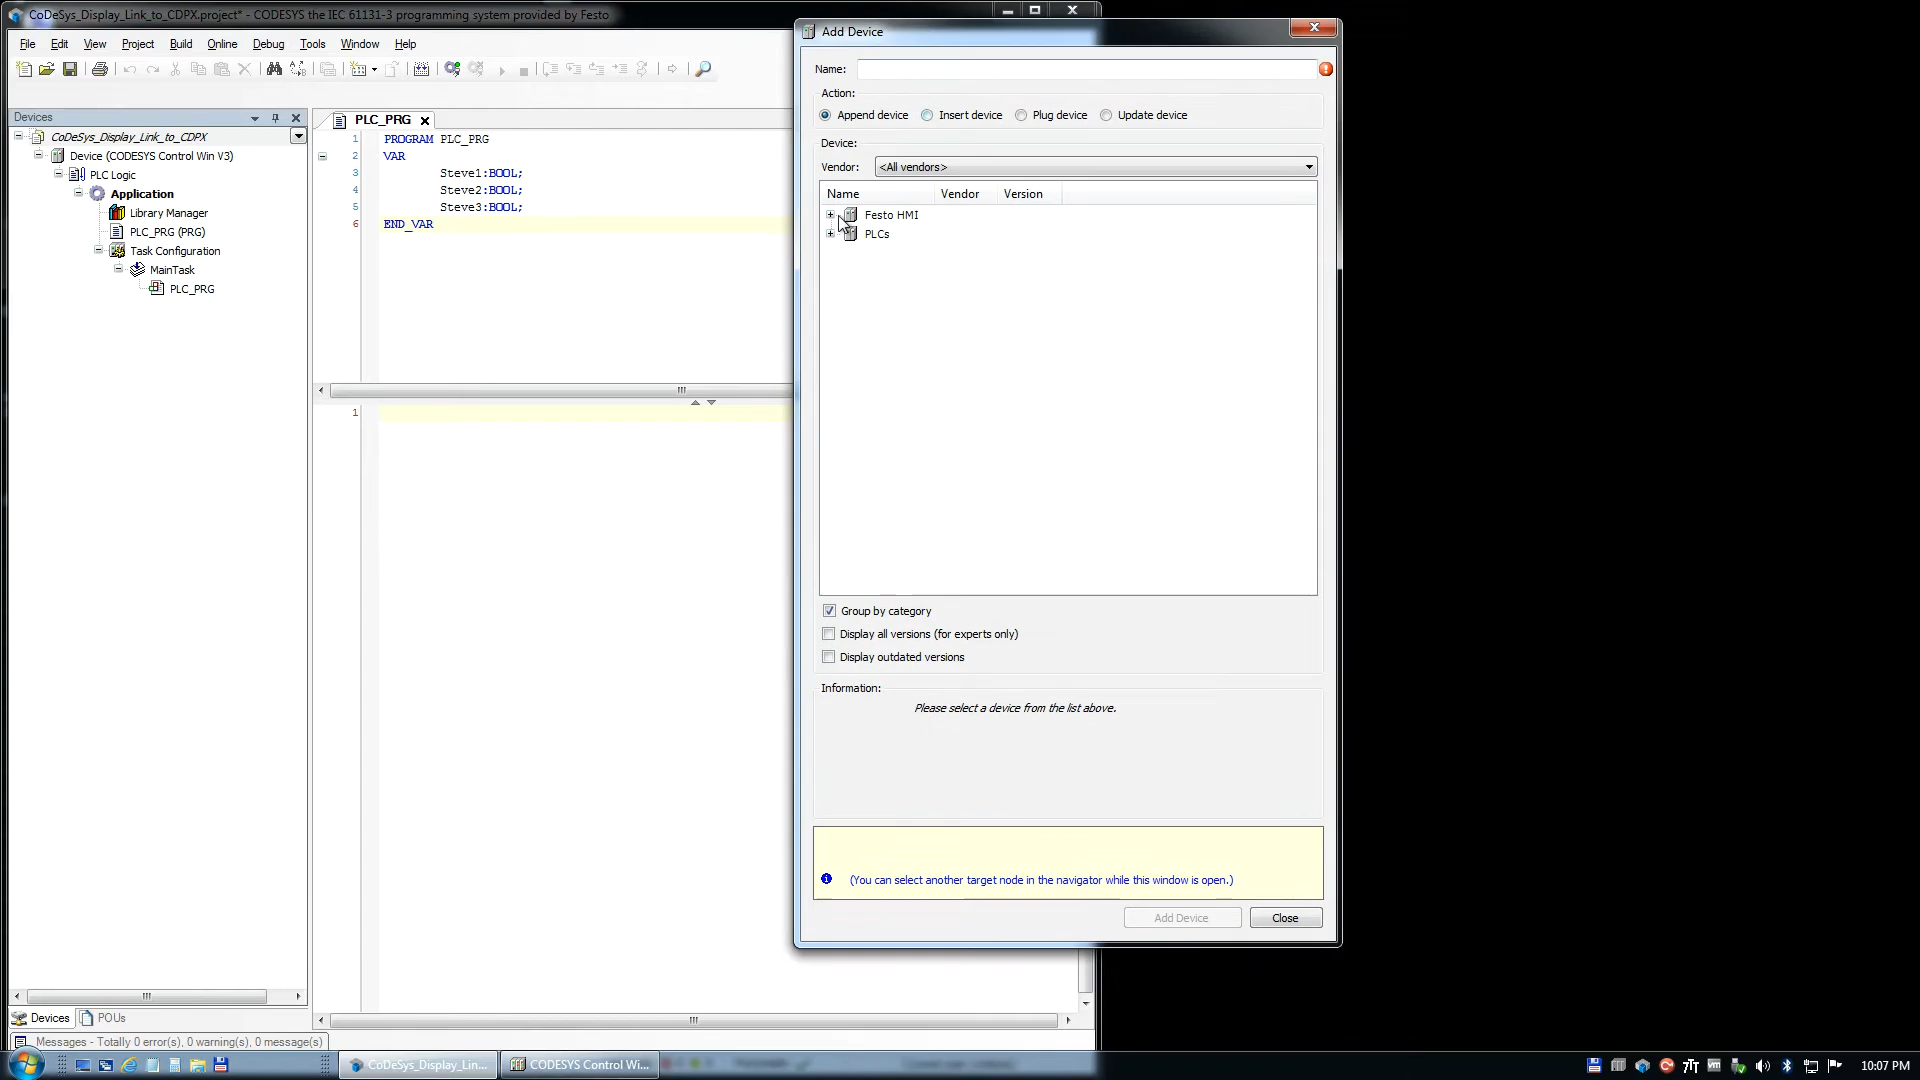 CoDeSys_Display_Link_to_CDPX.project* - CODESYS the IEC 61131-3 programming system provided by Festo
File Edit View Project Build Online Debug Tools Window Help
Devices
CoDeSys_Display_Link_to_CDPX
Device (CODESYS Control Win V3)
PLC Logic
Application
Library Manager
PLC_PRG (PRG)
Task Configuration
MainTask
PLC_PRG
Devices POUs
Messages - Totally 0 error(s), 0 warning(s), 0 message(s)
PLC_PRG
1 PROGRAM PLC_PRG
2 VAR
3 Steve1:BOOL;
4 Steve2:BOOL;
5 Steve3:BOOL;
6 END_VAR
1
Add Device
Name:
Action:
Append device Insert device Plug device Update device
Device:
Vendor: <All vendors>
Name Vendor Version
Festo HMI
PLCs
Group by category
Display all versions (for experts only)
Display outdated versions
Information:
Please select a device from the list above.
(You can select another target node in the navigator while this window is open.)
Add Device Close
CoDeSys_Display_Lin... CODESYS Control Wi... 10:07 PM